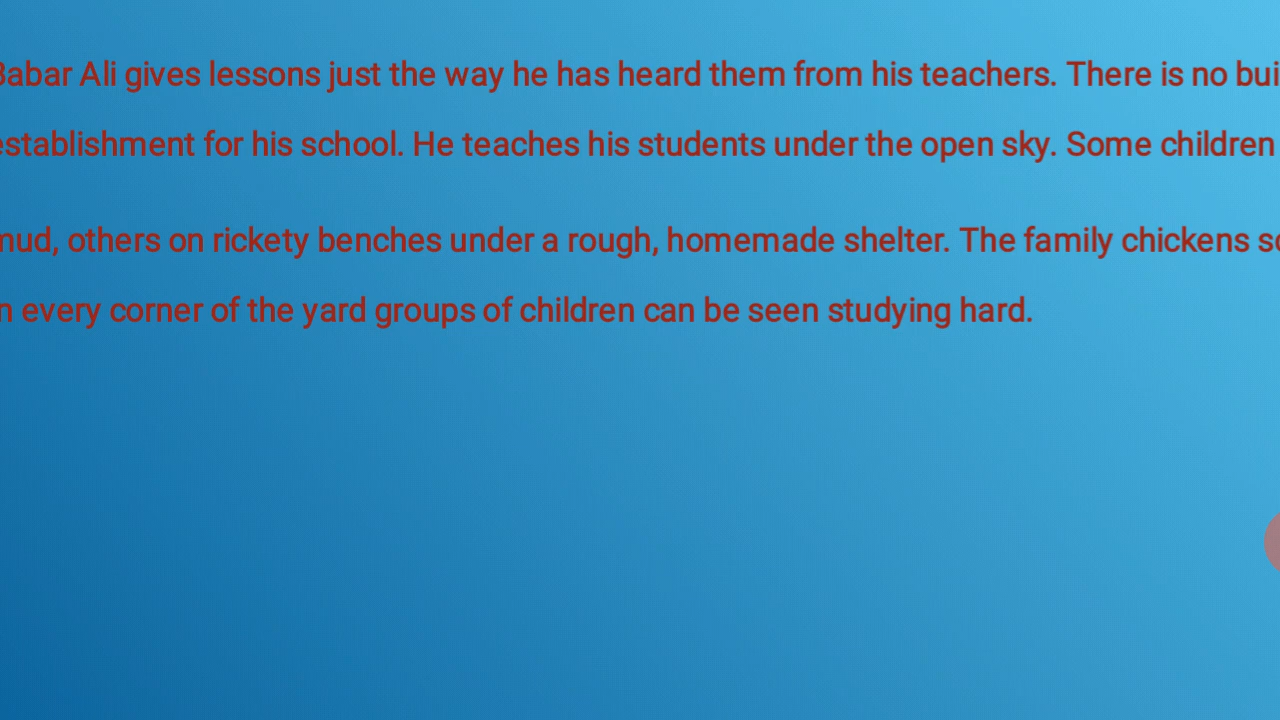 Babar Ali gives lessons just the way he has heard them from his teachers. There is no
establishment for his school. He teaches his students under the open sky. Some children
mud, others on rickety benches under a rough, homemade shelter. The family chickens
every corner of the yard groups of children can be seen studying hard.